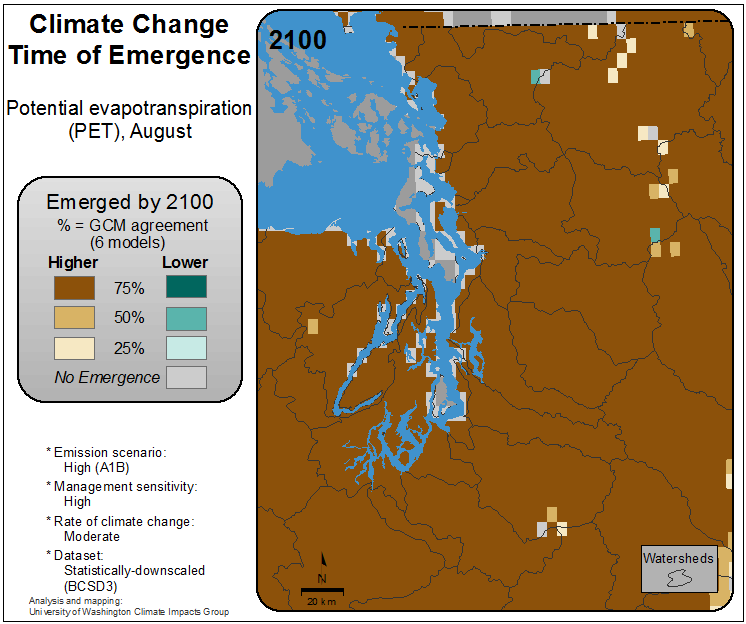 Climate Change
Time of Emergence
Potential evapotranspiration
(PET), August
Emerged by 2100
% = GCM agreement
(6 models)
Higher
Lower
75%
50%
25%
No Emergence
* Emission scenario:
High (A1B)
* Management sensitivity:
High
* Rate of climate change:
Moderate
* Dataset:
Statistically-downscaled
(BCSD3)
Analysis and mapping:
University of Washington Climate Impacts Group
2100
N
20 km
Watersheds